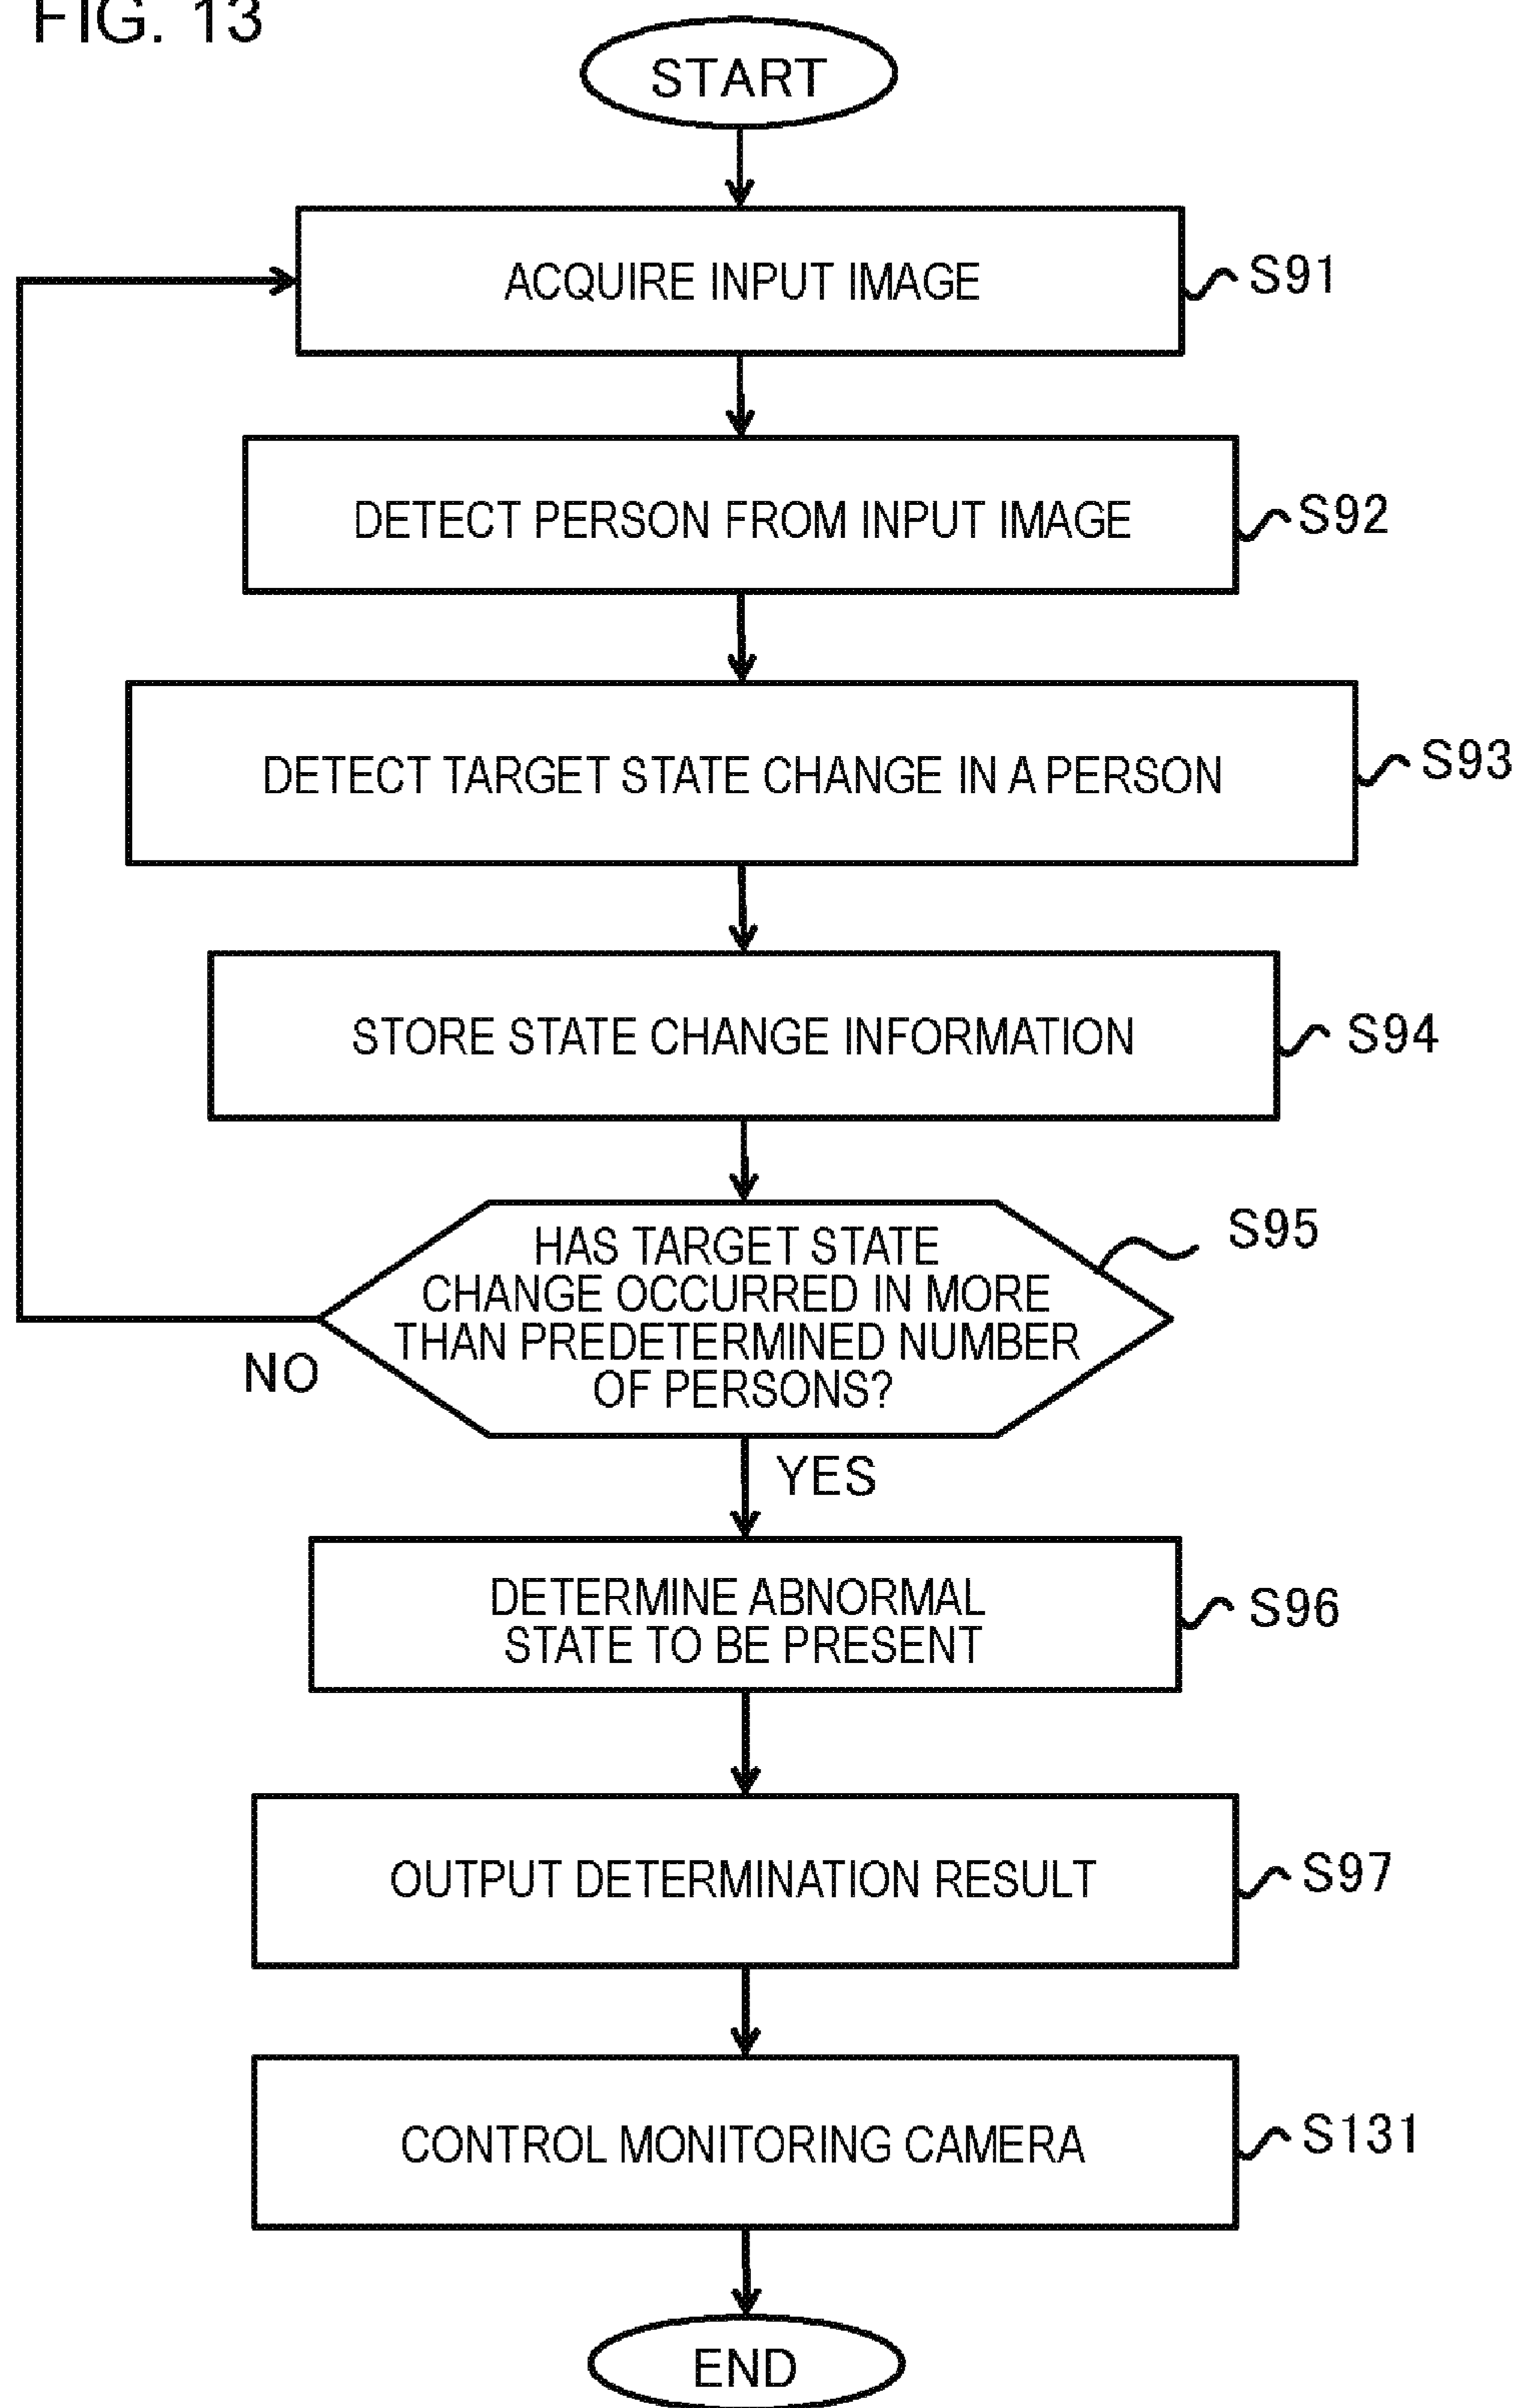 FIG. 13
START
ACQUIRE INPUT IMAGE
S91
DETECT PERSON FROM INPUT IMAGE
S92
DETECT TARGET STATE CHANGE IN A PERSON
S93
STORE STATE CHANGE INFORMATION
S94
HAS TARGET STATE
CHANGE OCCURRED IN MORE
THAN PREDETERMINED NUMBER
OF PERSONS?
S95
NO
YES
DETERMINE ABNORMAL
STATE TO BE PRESENT
S96
OUTPUT DETERMINATION RESULT
S97
CONTROL MONITORING CAMERA
S131
END